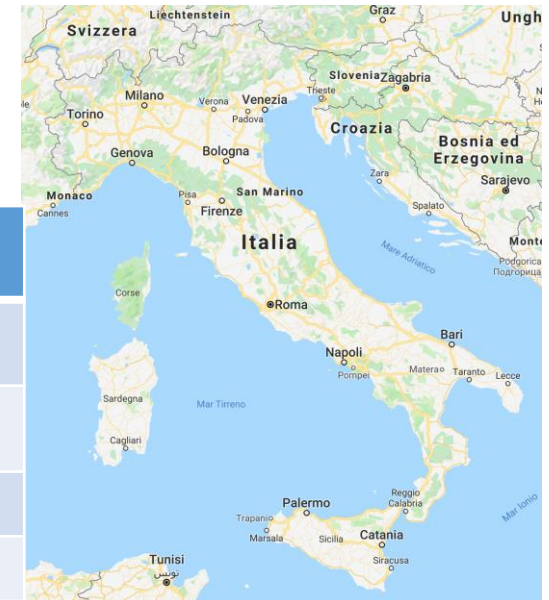 Liechtenstein
Graz
Svizzera
Ungh
Slovenia
Zagabria
Milano
Verona
Venezia
Trieste
Torino
Padova
Croazia
Genova
Bologna
Bosnia ed
Erzegovina
Zara
Sarajevo
Monaco
Pisa
San Marino
Cannes
Firenze
Spalato
Italia
Mare Adriatico
Monte
Podgorica
Подгорица
Corse
Roma
Bari
Napoli
Pompei
Matera
Taranto
Lecce
Sardegna
Mar Tirreno
Cagliari
Reggio
Calabria
Palermo
Mar Ionio
Trapani
Marsala
Sicilia
Catania
Siracusa
Tunisi
تونس